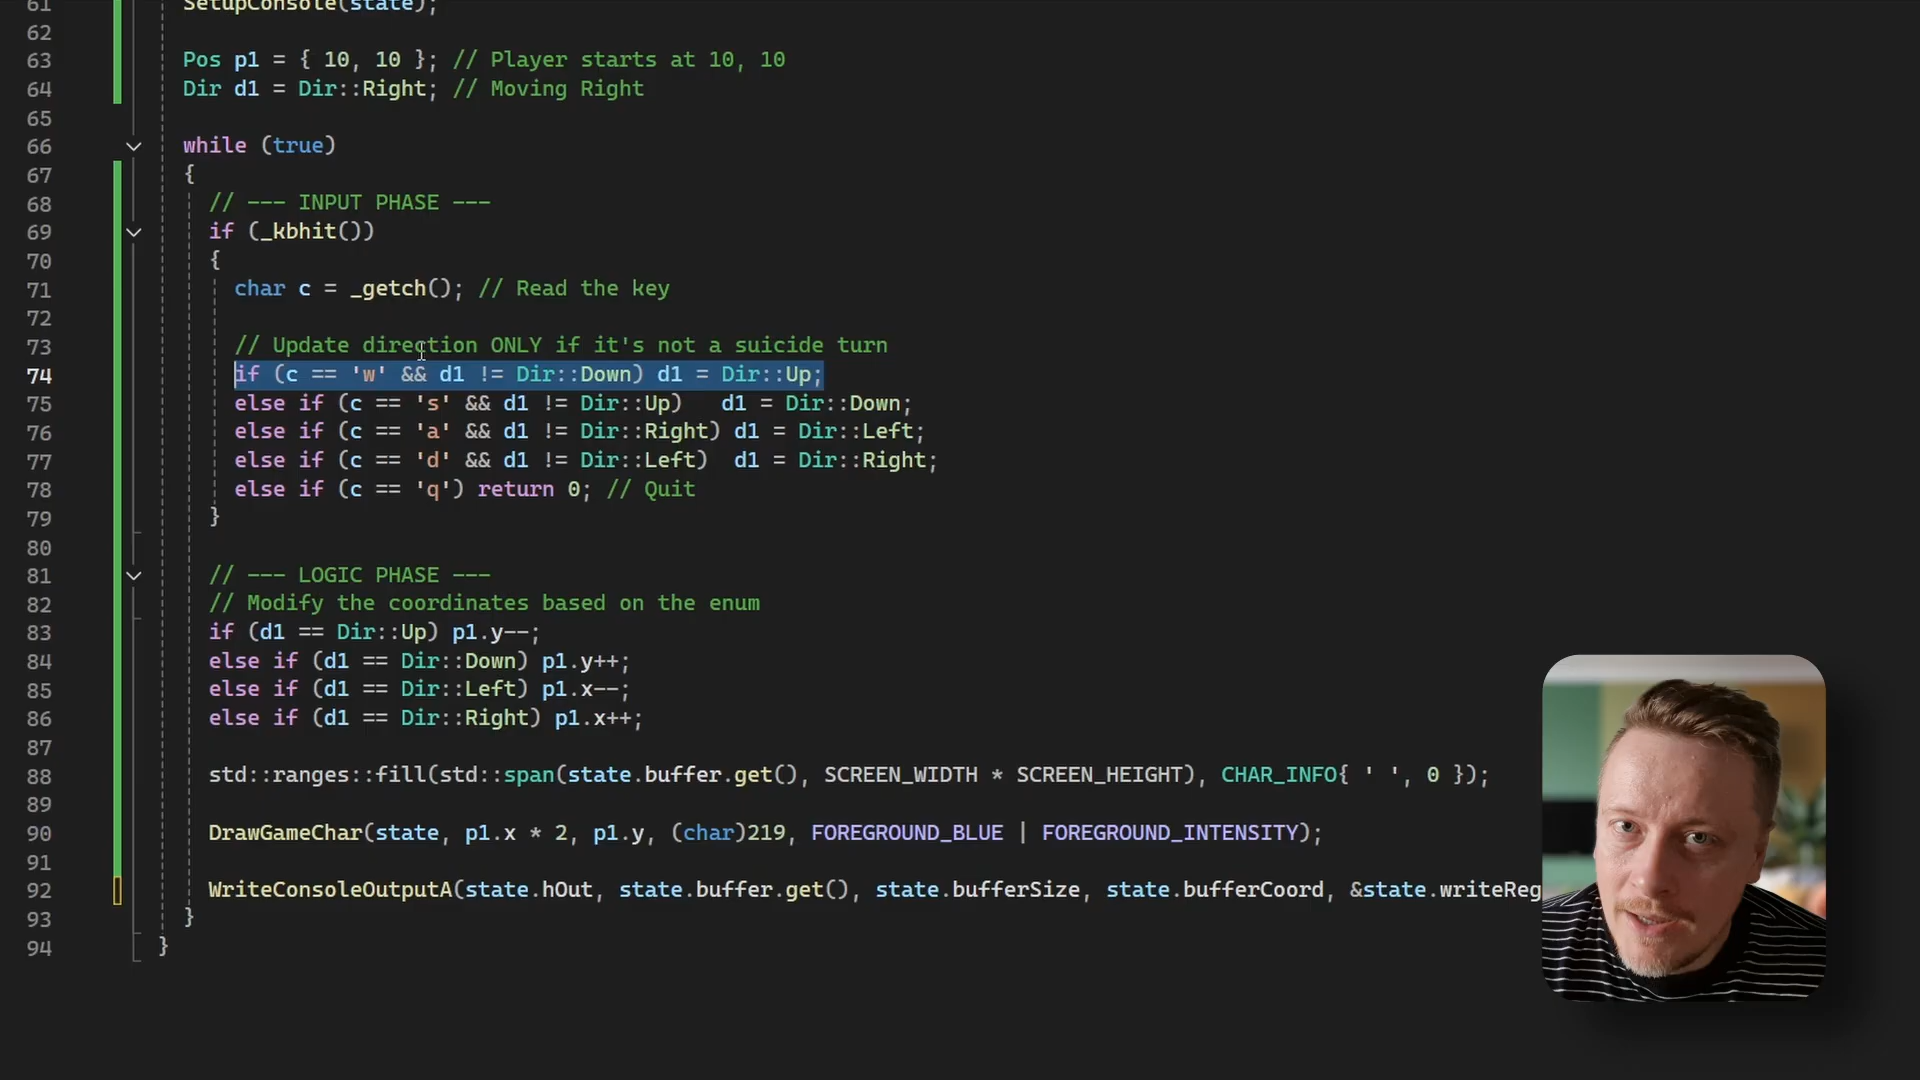 61 SetupConsole(state);
62
63 Pos p1 = { 10, 10 }; // Player starts at 10, 10
64 Dir d1 = Dir::Right; // Moving Right
65
66 while (true)
67 {
68 // --- INPUT PHASE ---
69 if (_kbhit())
70 {
71 char c = _getch(); // Read the key
72
73 // Update direction ONLY if it's not a suicide turn
74 if (c == 'w' && d1 != Dir::Down) d1 = Dir::Up;
75 else if (c == 's' && d1 != Dir::Up)   d1 = Dir::Down;
76 else if (c == 'a' && d1 != Dir::Right) d1 = Dir::Left;
77 else if (c == 'd' && d1 != Dir::Left)  d1 = Dir::Right;
78 else if (c == 'q') return 0; // Quit
79 }
80
81 // --- LOGIC PHASE ---
82 // Modify the coordinates based on the enum
83 if (d1 == Dir::Up) p1.y--;
84 else if (d1 == Dir::Down) p1.y++;
85 else if (d1 == Dir::Left) p1.x--;
86 else if (d1 == Dir::Right) p1.x++;
87
88 std::ranges::fill(std::span(state.buffer.get(), SCREEN_WIDTH * SCREEN_HEIGHT), CHAR_INFO{ ' ', 0 });
89
90 DrawGameChar(state, p1.x * 2, p1.y, (char)219, FOREGROUND_BLUE | FOREGROUND_INTENSITY);
91
92 WriteConsoleOutputA(state.hOut, state.buffer.get(), state.bufferSize, state.bufferCoord, &state.writeReg
93 }
94 }